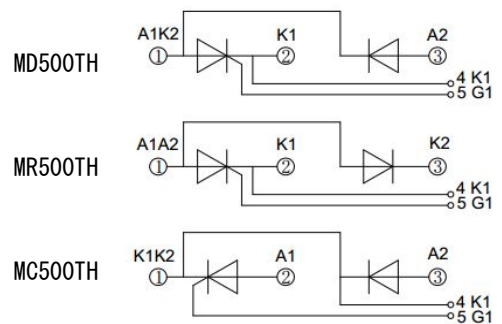 A1K2 K1 A2
MD500TH ① ② ③
4 K1
5 G1
A1A2 K1 K2
MR500TH ① ② ③
4 K1
5 G1
K1K2 A1 A2
MC500TH ① ② ③
4 K1
5 G1